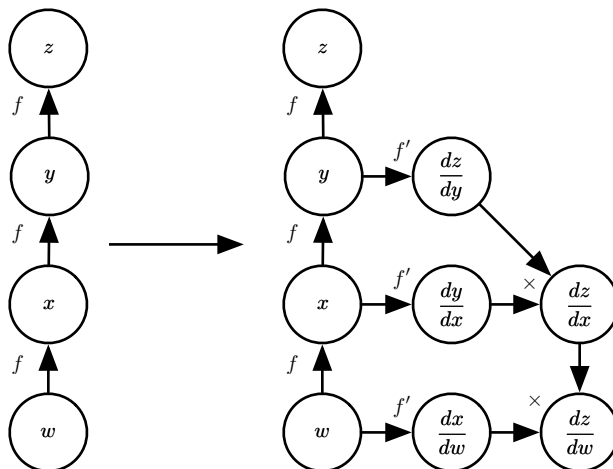 z z
f f
y f′ dz/dy
y
f f
x f′ dy/dx × dz/dx
x
f f
w f′ dx/dw × dz/dw
w